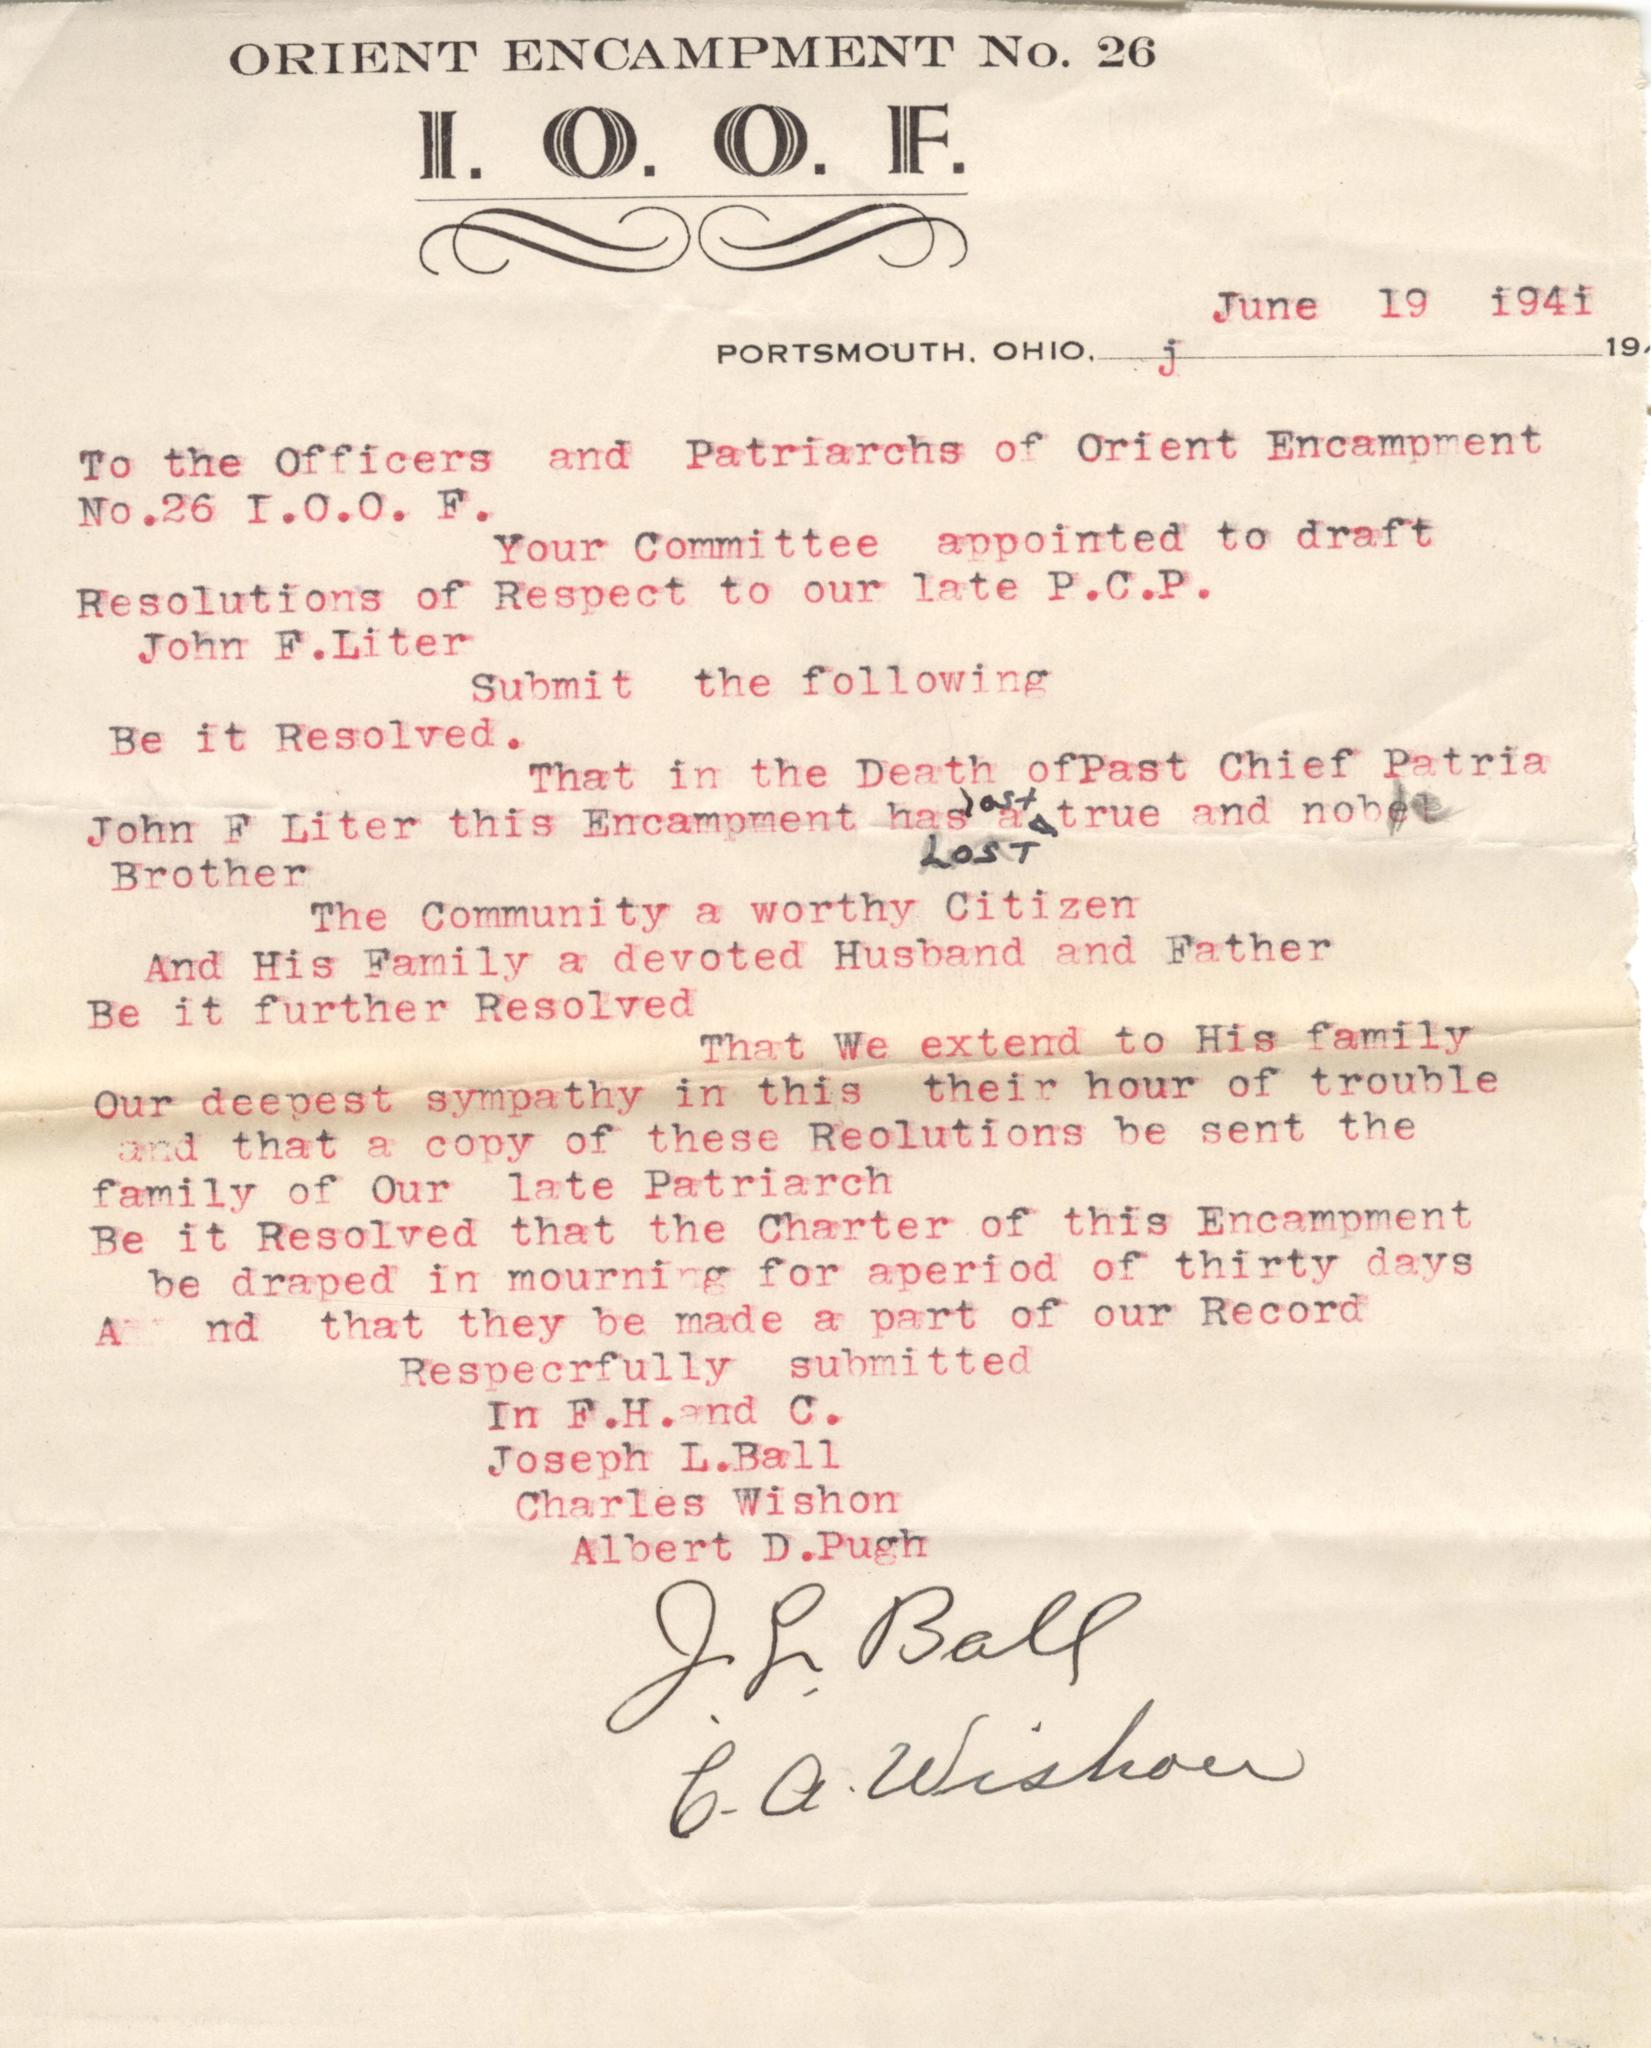 ORIENT ENCAMPMENT No. 26
I. O. O. F.
June 19 i94i
PORTSMOUTH, OHIO, j 19
To the Officers and Patriarchs of Orient Encampment
No.26 I.O.O. F.
Your Committee appointed to draft
Resolutions of Respect to our late P.C.P.
John F.Liter
Submit the following
Be it Resolved.
That in the Death ofPast Chief Patria
lost
John F Liter this Encampment has a true and nobel
LOST
Brother
The Community a worthy Citizen
And His Family a devoted Husband and Father
Be it further Resolved
That We extend to His family
Our deepest sympathy in this their hour of trouble
and that a copy of these Reolutions be sent the
family of Our late Patriarch
Be it Resolved that the Charter of this Encampment
be draped in mourning for aperiod of thirty days
A nd that they be made a part of our Record
Respecrfully submitted
In F.H.and C.
Joseph L.Ball
Charles Wishon
Albert D.Pugh
J. L. Ball
C. A. Wishon